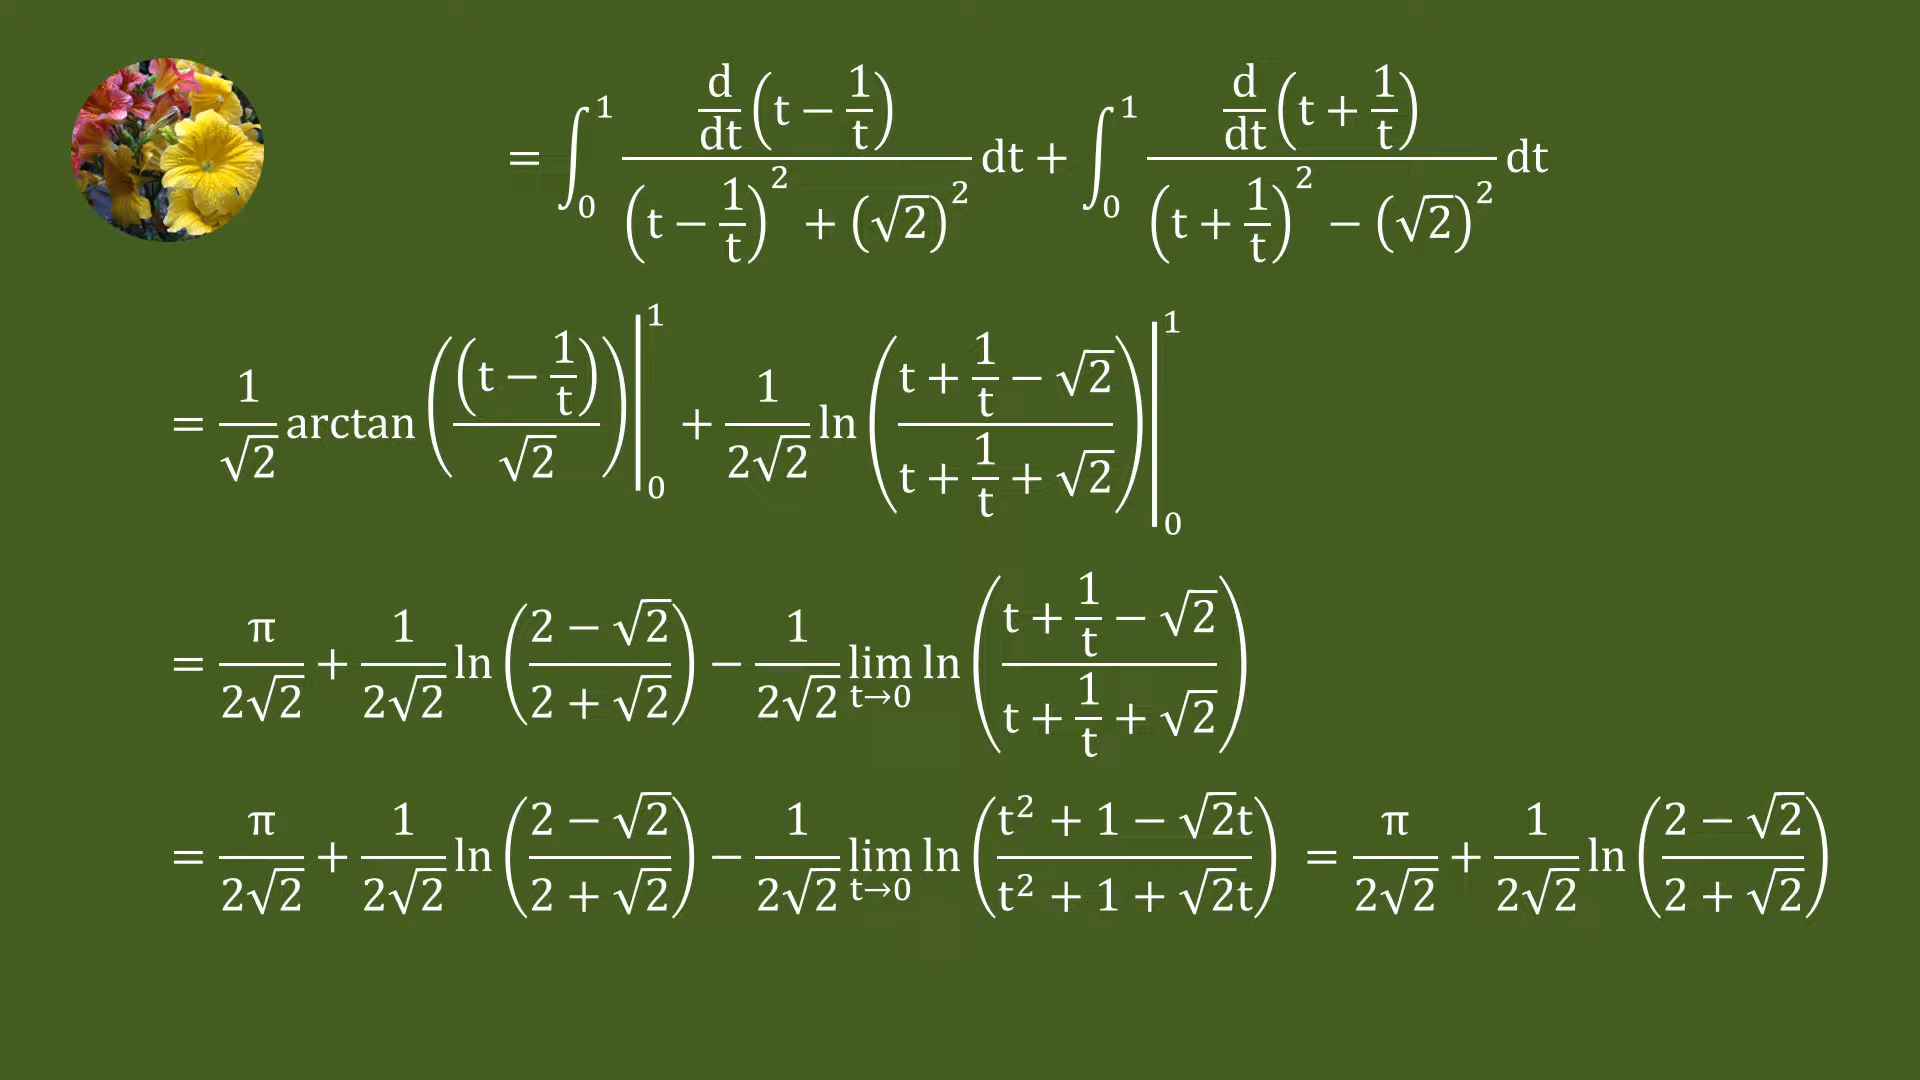 = ∫₀¹ (d/dt (t − 1/t)) / ((t − 1/t)² + (√2)²) dt + ∫₀¹ (d/dt (t + 1/t)) / ((t + 1/t)² − (√2)²) dt
= 1/√2 arctan((t − 1/t)/√2) |₀¹ + 1/(2√2) ln((t + 1/t − √2)/(t + 1/t + √2)) |₀¹
= π/(2√2) + 1/(2√2) ln((2 − √2)/(2 + √2)) − 1/(2√2) lim t→0 ln((t + 1/t − √2)/(t + 1/t + √2))
= π/(2√2) + 1/(2√2) ln((2 − √2)/(2 + √2)) − 1/(2√2) lim t→0 ln((t² + 1 − √2t)/(t² + 1 + √2t)) = π/(2√2) + 1/(2√2) ln((2 − √2)/(2 + √2))